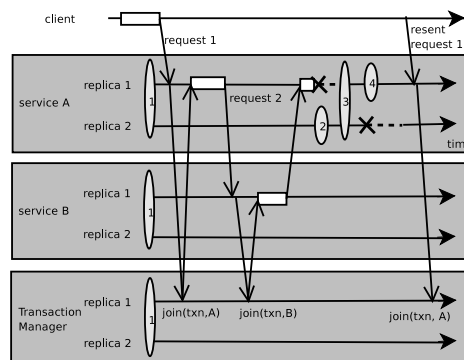 client
request 1
resent
request 1
replica 1
service A
1
request 2
3
4
replica 2
2
tim
replica 1
service B
1
replica 2
replica 1
Transaction
Manager
1
join(txn,A)
join(txn,B)
join(txn, A)
replica 2